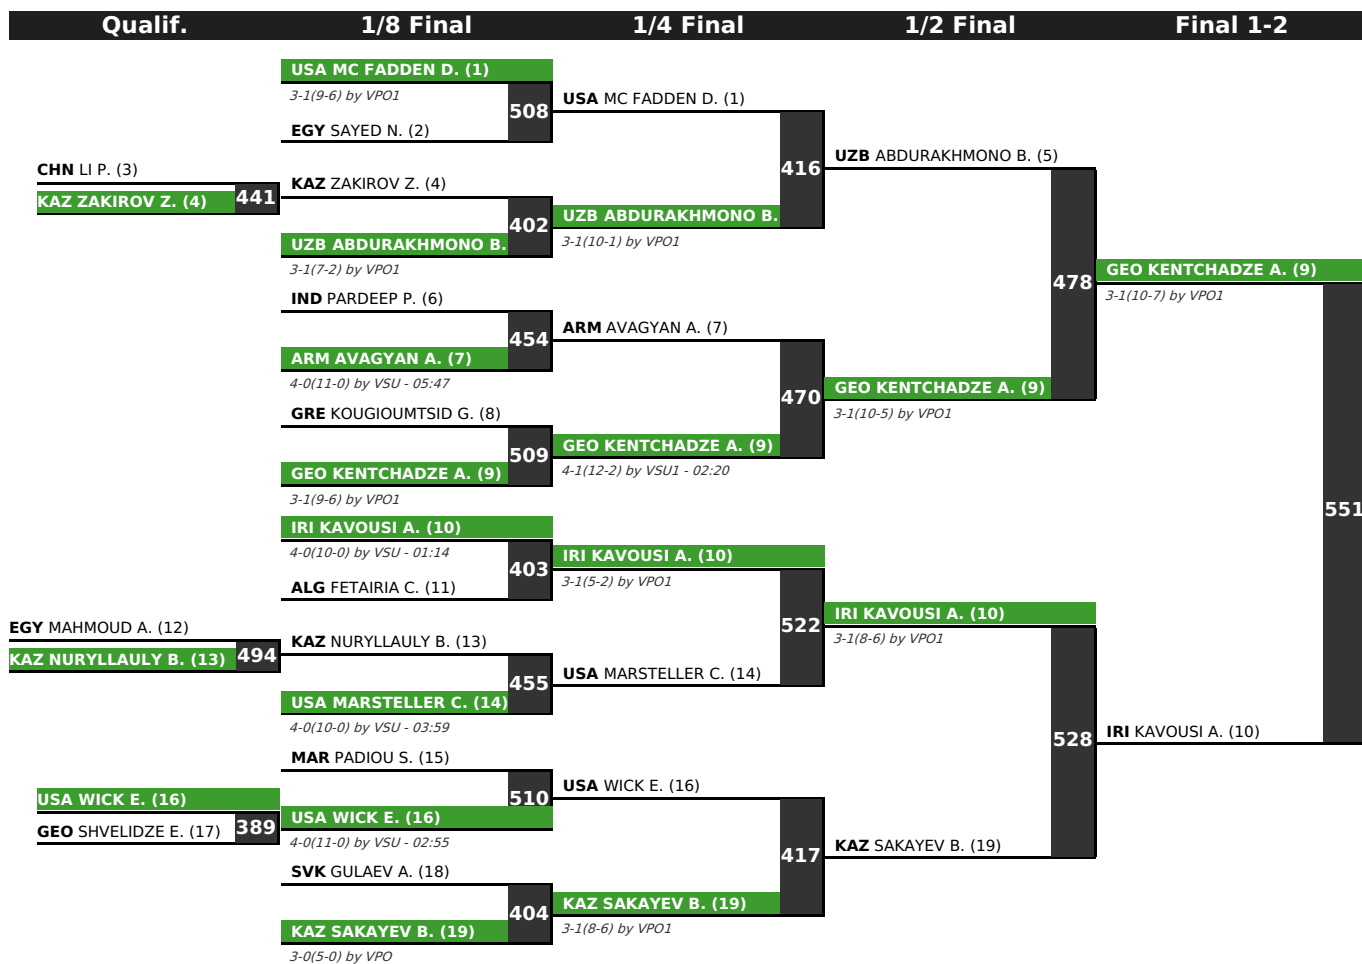 Qualif.
1/8 Final
1/4 Final
1/2 Final
Final 1-2
CHN LI P. (3)
KAZ ZAKIROV Z. (4)
441
EGY MAHMOUD A. (12)
KAZ NURYLLAULY B. (13)
494
USA WICK E. (16)
GEO SHVELIDZE E. (17)
389
USA MC FADDEN D. (1)
3-1(9-6) by VPO1
EGY SAYED N. (2)
508
KAZ ZAKIROV Z. (4)
402
UZB ABDURAKHMONO B.
3-1(7-2) by VPO1
IND PARDEEP P. (6)
454
ARM AVAGYAN A. (7)
4-0(11-0) by VSU - 05:47
GRE KOUGIOUMTSID G. (8)
509
GEO KENTCHADZE A. (9)
3-1(9-6) by VPO1
IRI KAVOUSI A. (10)
4-0(10-0) by VSU - 01:14
ALG FETAIRIA C. (11)
403
KAZ NURYLLAULY B. (13)
455
USA MARSTELLER C. (14)
4-0(10-0) by VSU - 03:59
MAR PADIOU S. (15)
510
USA WICK E. (16)
4-0(11-0) by VSU - 02:55
SVK GULAEV A. (18)
404
KAZ SAKAYEV B. (19)
3-0(5-0) by VPO
USA MC FADDEN D. (1)
416
UZB ABDURAKHMONO B.
3-1(10-1) by VPO1
ARM AVAGYAN A. (7)
470
GEO KENTCHADZE A. (9)
4-1(12-2) by VSU1 - 02:20
IRI KAVOUSI A. (10)
3-1(5-2) by VPO1
522
USA MARSTELLER C. (14)
USA WICK E. (16)
417
KAZ SAKAYEV B. (19)
3-1(8-6) by VPO1
UZB ABDURAKHMONO B. (5)
478
GEO KENTCHADZE A. (9)
3-1(10-5) by VPO1
IRI KAVOUSI A. (10)
3-1(8-6) by VPO1
528
KAZ SAKAYEV B. (19)
GEO KENTCHADZE A. (9)
3-1(10-7) by VPO1
551
IRI KAVOUSI A. (10)